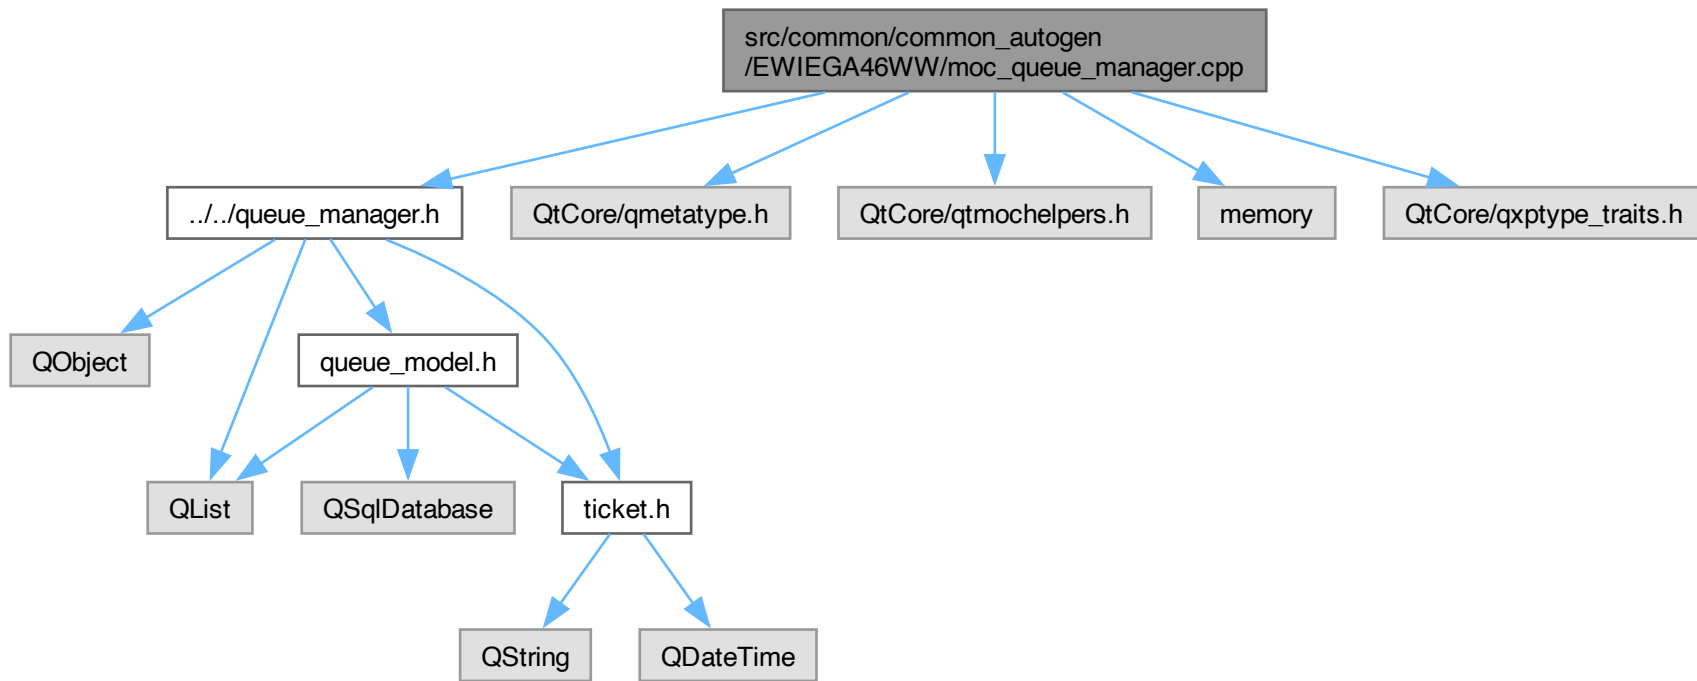 src/common/common_autogen
/EWIEGA46WW/moc_queue_manager.cpp
../../queue_manager.h
QtCore/qmetatype.h
QtCore/qtmochelpers.h
memory
QtCore/qxptype_traits.h
QObject
queue_model.h
QList
QSqlDatabase
ticket.h
QString
QDateTime